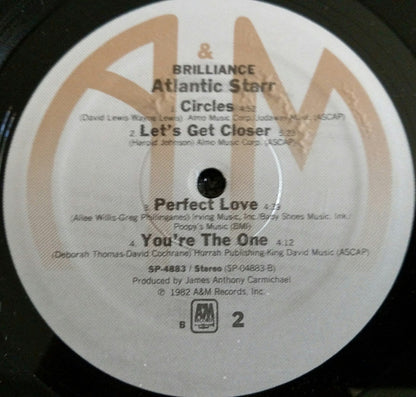 A&M
BRILLIANCE
Atlantic Starr
1. Circles 4:52
(David Lewis-Wayne Lewis) Almo Music Corp./Jodaway Music (ASCAP)
2. Let's Get Closer 5:23
(Harold Johnson) Almo Music Corp. (ASCAP)
3. Perfect Love 4:39
(Allee Willis-Greg Phillinganes) Irving Music, Inc./Baby Shoes Music, Ink./
Poopy's Music (BMI)
4. You're The One 4:12
(Deborah Thomas-David Cochrane) Hurrah Publishing-King David Music (ASCAP)
SP-4883 / Stereo (SP-04883-B)
Produced by James Anthony Carmichael
℗ 1982 A&M Records, Inc.
B A&M 2